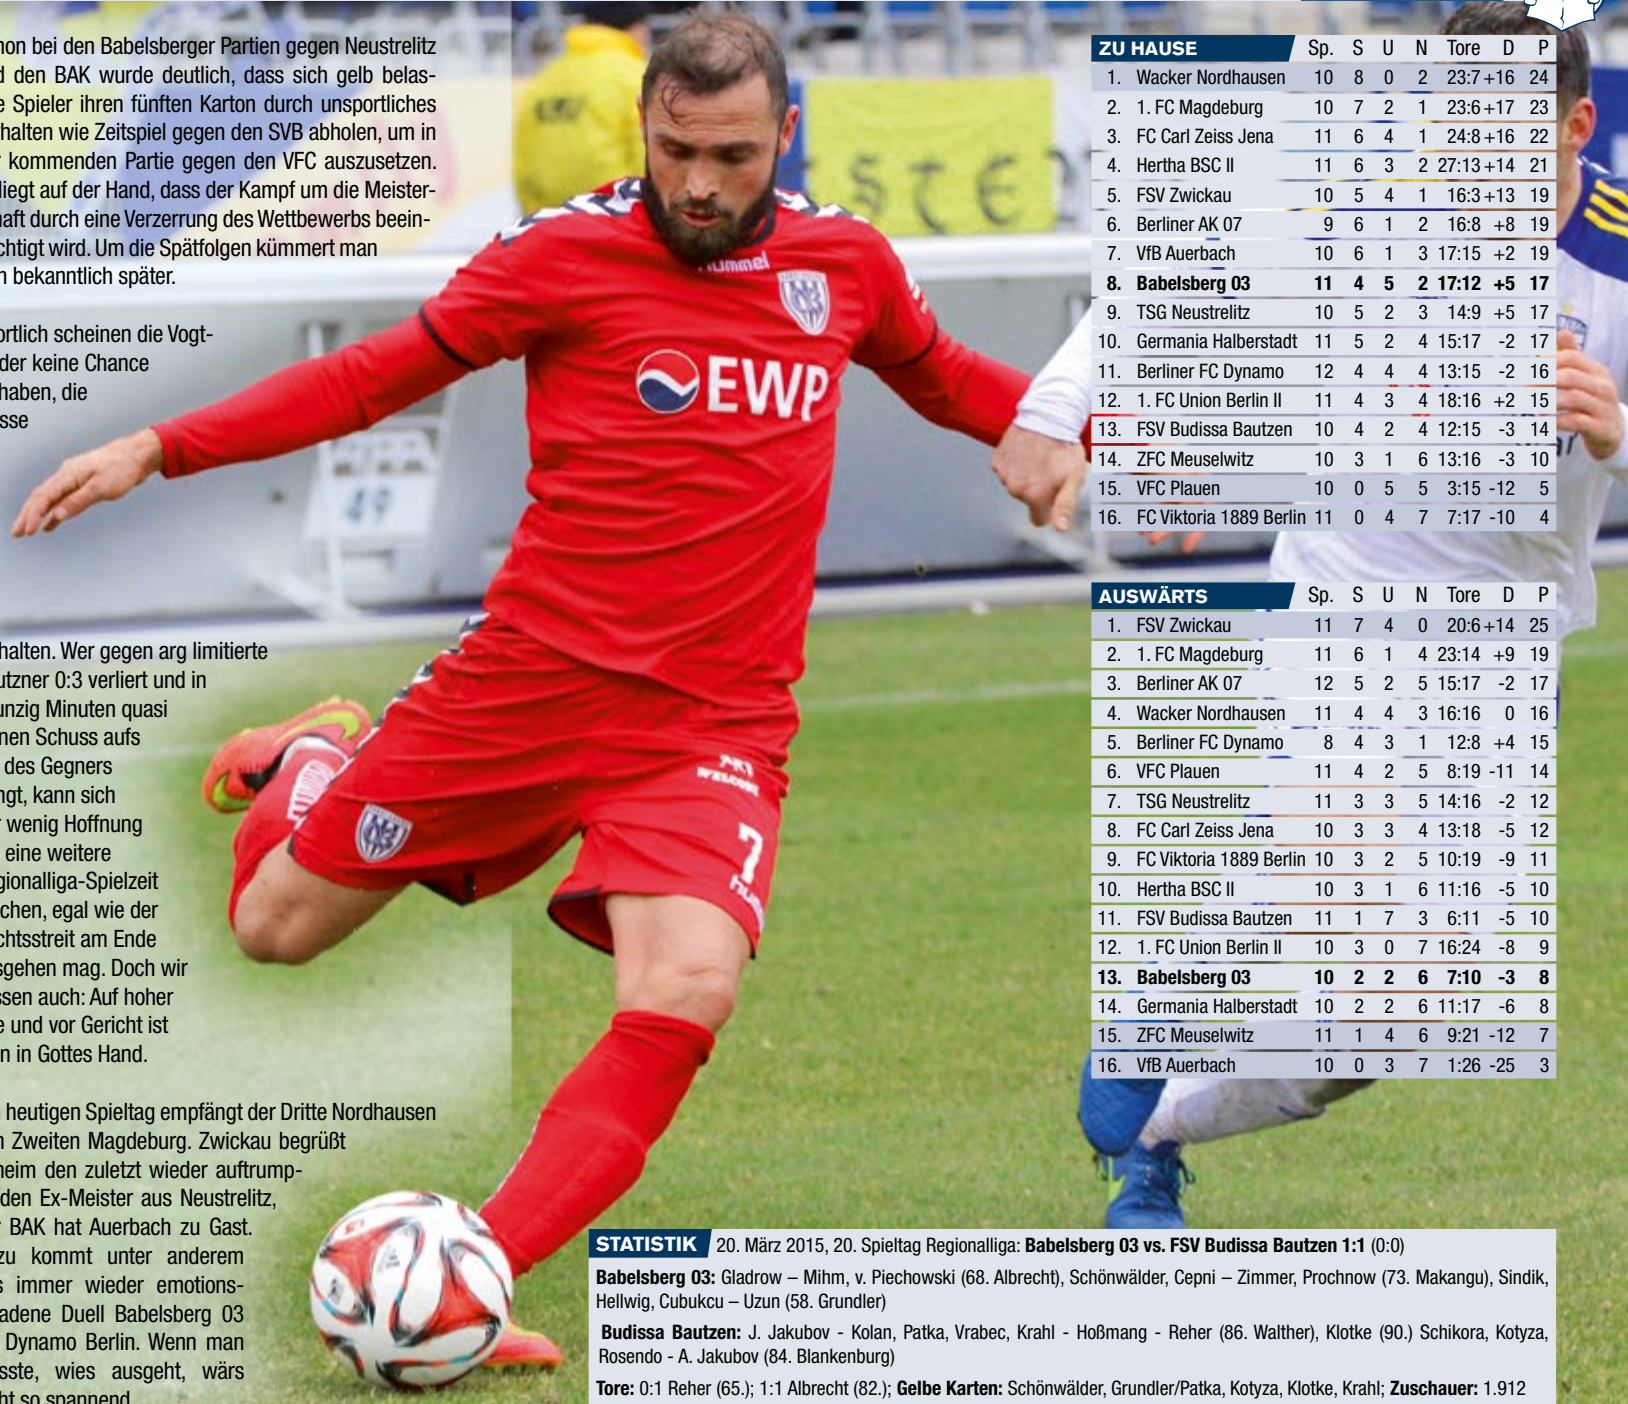 hon bei den Babelsberger Partien gegen Neustrelitz
d den BAK wurde deutlich, dass sich gelb belas-
e Spieler ihren fünften Karton durch unsportliches
rhalten wie Zeitspiel gegen den SVB abholen, um in
r kommenden Partie gegen den VFC auszusetzen.
liegt auf der Hand, dass der Kampf um die Meister-
haft durch eine Verzerrung des Wettbewerbs beein-
chtigt wird. Um die Spätfolgen kümmert man
h bekanntlich später.
ortlich scheinen die Vogt-
der keine Chance
haben, die
sse
halten. Wer gegen arg limitierte
utzner 0:3 verliert und in
unzig Minuten quasi
nen Schuss aufs
des Gegners
ngt, kann sich
r wenig Hoffnung
eine weitere
gionalliga-Spielzeit
chen, egal wie der
chtsstreit am Ende
sgehen mag. Doch wir
ssen auch: Auf hoher
e und vor Gericht ist
n in Gottes Hand.
heutigen Spieltag empfängt der Dritte Nordhausen
n Zweiten Magdeburg. Zwickau begrüßt
heim den zuletzt wieder auftrump-
den Ex-Meister aus Neustrelitz,
r BAK hat Auerbach zu Gast.
zu kommt unter anderem
s immer wieder emotions-
adene Duell Babelsberg 03
Dynamo Berlin. Wenn man
sste, wies ausgeht, wärs
ht so spannend
hummel
EWP
WELCOME
7
49
STE
ZU HAUSE Sp. S U N Tore D P
1. Wacker Nordhausen 10 8 0 2 23:7 +16 24
2. 1. FC Magdeburg 10 7 2 1 23:6 +17 23
3. FC Carl Zeiss Jena 11 6 4 1 24:8 +16 22
4. Hertha BSC II 11 6 3 2 27:13 +14 21
5. FSV Zwickau 10 5 4 1 16:3 +13 19
6. Berliner AK 07 9 6 1 2 16:8 +8 19
7. VfB Auerbach 10 6 1 3 17:15 +2 19
8. Babelsberg 03 11 4 5 2 17:12 +5 17
9. TSG Neustrelitz 10 5 2 3 14:9 +5 17
10. Germania Halberstadt 11 5 2 4 15:17 -2 17
11. Berliner FC Dynamo 12 4 4 4 13:15 -2 16
12. 1. FC Union Berlin II 11 4 3 4 18:16 +2 15
13. FSV Budissa Bautzen 10 4 2 4 12:15 -3 14
14. ZFC Meuselwitz 10 3 1 6 13:16 -3 10
15. VFC Plauen 10 0 5 5 3:15 -12 5
16. FC Viktoria 1889 Berlin 11 0 4 7 7:17 -10 4
AUSWÄRTS Sp. S U N Tore D P
1. FSV Zwickau 11 7 4 0 20:6 +14 25
2. 1. FC Magdeburg 11 6 1 4 23:14 +9 19
3. Berliner AK 07 12 5 2 5 15:17 -2 17
4. Wacker Nordhausen 11 4 4 3 16:16 0 16
5. Berliner FC Dynamo 8 4 3 1 12:8 +4 15
6. VFC Plauen 11 4 2 5 8:19 -11 14
7. TSG Neustrelitz 11 3 3 5 14:16 -2 12
8. FC Carl Zeiss Jena 10 3 3 4 13:18 -5 12
9. FC Viktoria 1889 Berlin 10 3 2 5 10:19 -9 11
10. Hertha BSC II 10 3 1 6 11:16 -5 10
11. FSV Budissa Bautzen 11 1 7 3 6:11 -5 10
12. 1. FC Union Berlin II 10 3 0 7 16:24 -8 9
13. Babelsberg 03 10 2 2 6 7:10 -3 8
14. Germania Halberstadt 10 2 2 6 11:17 -6 8
15. ZFC Meuselwitz 11 1 4 6 9:21 -12 7
16. VfB Auerbach 10 0 3 7 1:26 -25 3
STATISTIK 20. März 2015, 20. Spieltag Regionalliga: Babelsberg 03 vs. FSV Budissa Bautzen 1:1 (0:0)
Babelsberg 03: Gladrow – Mihm, v. Piechowski (68. Albrecht), Schönwälder, Cepni – Zimmer, Prochnow (73. Makangu), Sindik,
Hellwig, Cubukcu – Uzun (58. Grundler)
Budissa Bautzen: J. Jakubov - Kolan, Patka, Vrabec, Krahl - Hoßmang - Reher (86. Walther), Klotke (90.) Schikora, Kotyza,
Rosendo - A. Jakubov (84. Blankenburg)
Tore: 0:1 Reher (65.); 1:1 Albrecht (82.); Gelbe Karten: Schönwälder, Grundler/Patka, Kotyza, Klotke, Krahl; Zuschauer: 1.912